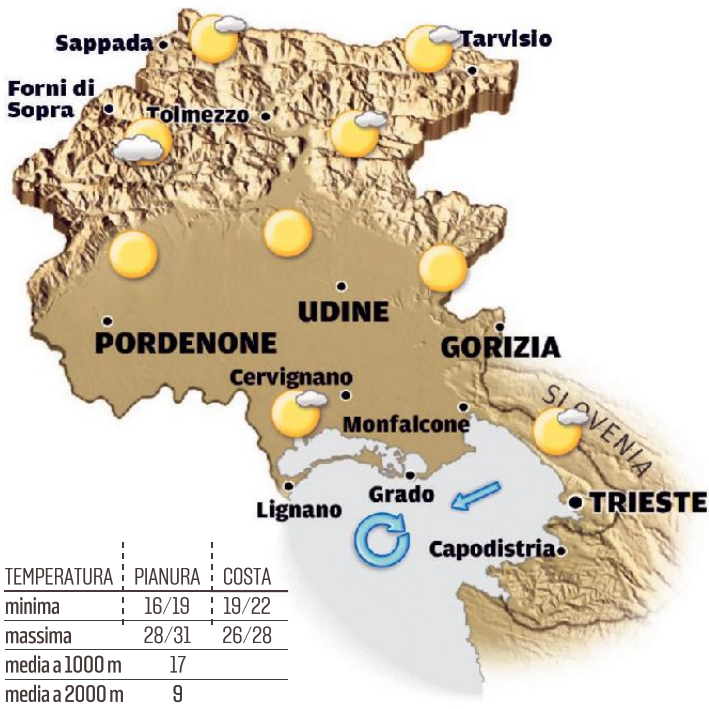 Sappada
Tarvisio
Forni di
Sopra
Tolmezzo
UDINE
PORDENONE
GORIZIA
Cervignano
SLOVENIA
Monfalcone
Grado
Lignano
TRIESTE
Capodistria
TEMPERATURA PIANURA COSTA
minima 16/19 19/22
massima 28/31 26/28
media a 1000 m 17
media a 2000 m 9